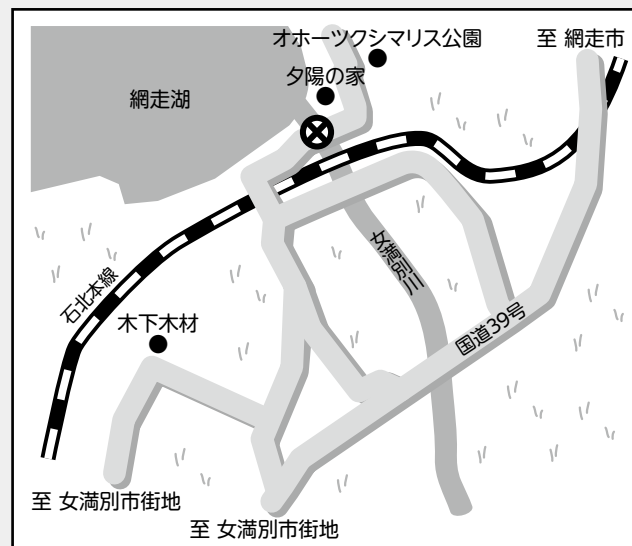 オホーツクシマリス公園
至 網走市
夕陽の家
網走湖
女満別川
石北本線
木下木材
国道39号
至 女満別市街地
至 女満別市街地